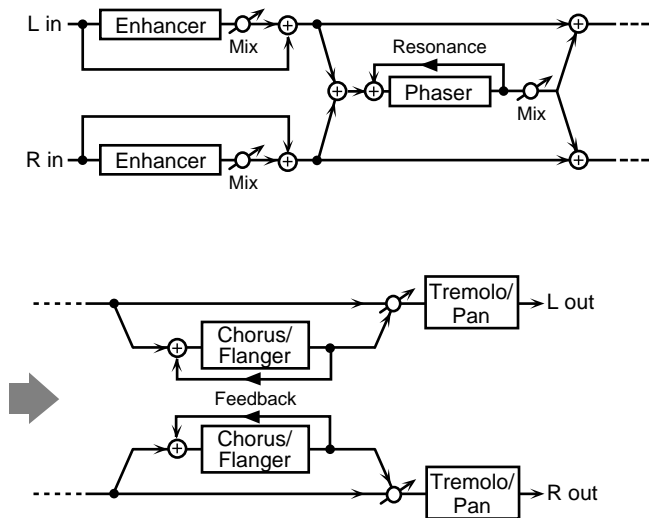 L in
Enhancer
Mix
Resonance
Phaser
Mix
R in
Enhancer
Mix
Tremolo/
Pan
L out
Chorus/
Flanger
Feedback
Chorus/
Flanger
Tremolo/
Pan
R out